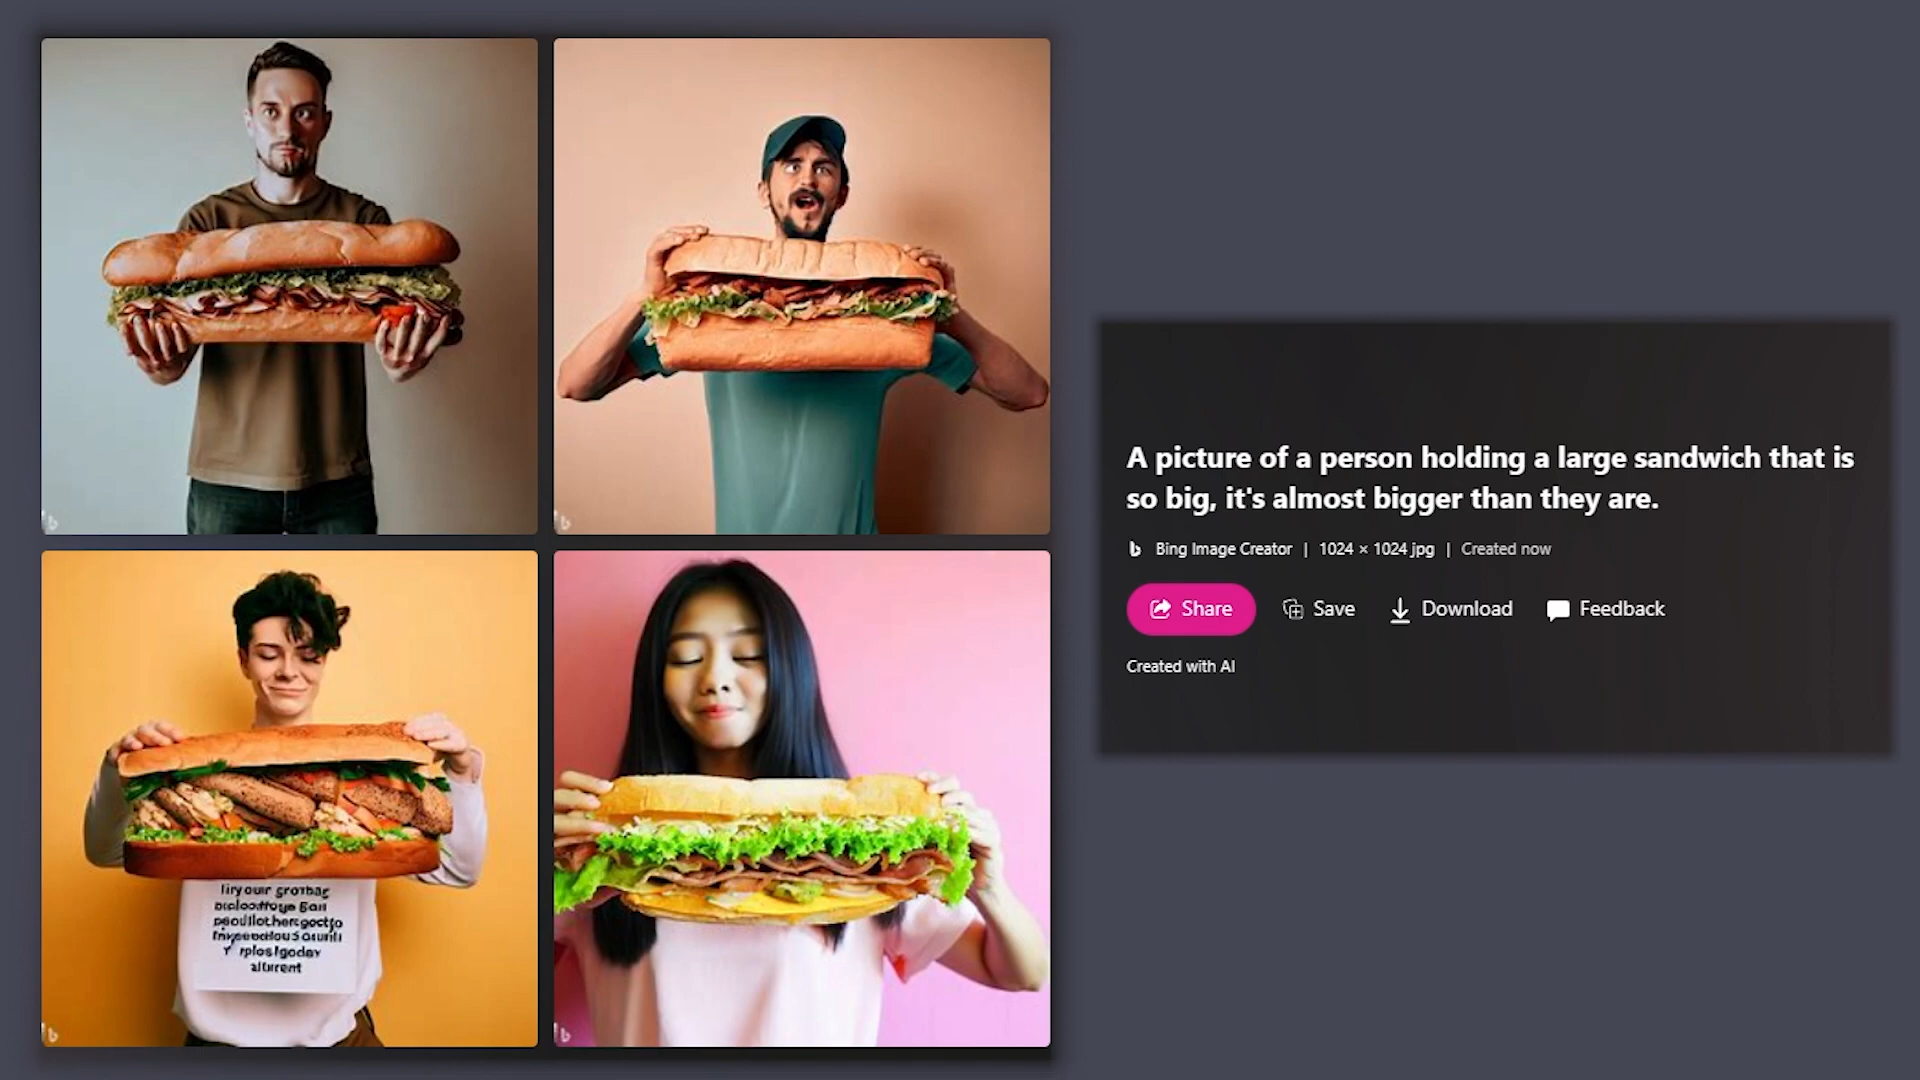 A picture of a person holding a large sandwich that is
so big, it's almost bigger than they are.
Bing Image Creator | 1024 × 1024 jpg | Created now
Share Save Download Feedback
Created with AI